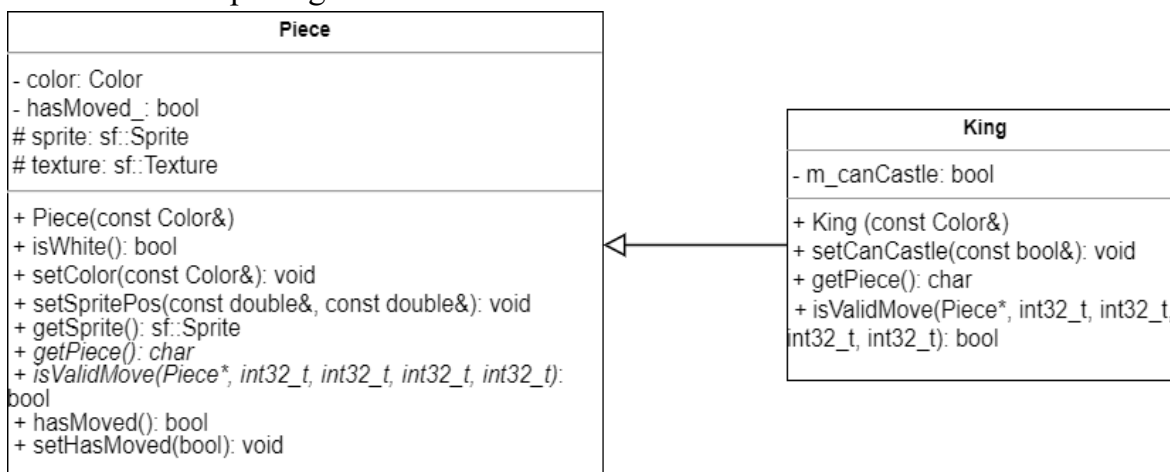 Piece
- color: Color
- hasMoved_: bool
# sprite: sf::Sprite
# texture: sf::Texture
+ Piece(const Color&)
+ isWhite(): bool
+ setColor(const Color&): void
+ setSpritePos(const double&, const double&): void
+ getSprite(): sf::Sprite
+ getPiece(): char
+ isValidMove(Piece*, int32_t, int32_t, int32_t, int32_t):
bool
+ hasMoved(): bool
+ setHasMoved(bool): void
King
- m_canCastle: bool
+ King (const Color&)
+ setCanCastle(const bool&): void
+ getPiece(): char
+ isValidMove(Piece*, int32_t, int32_t,
int32_t, int32_t): bool